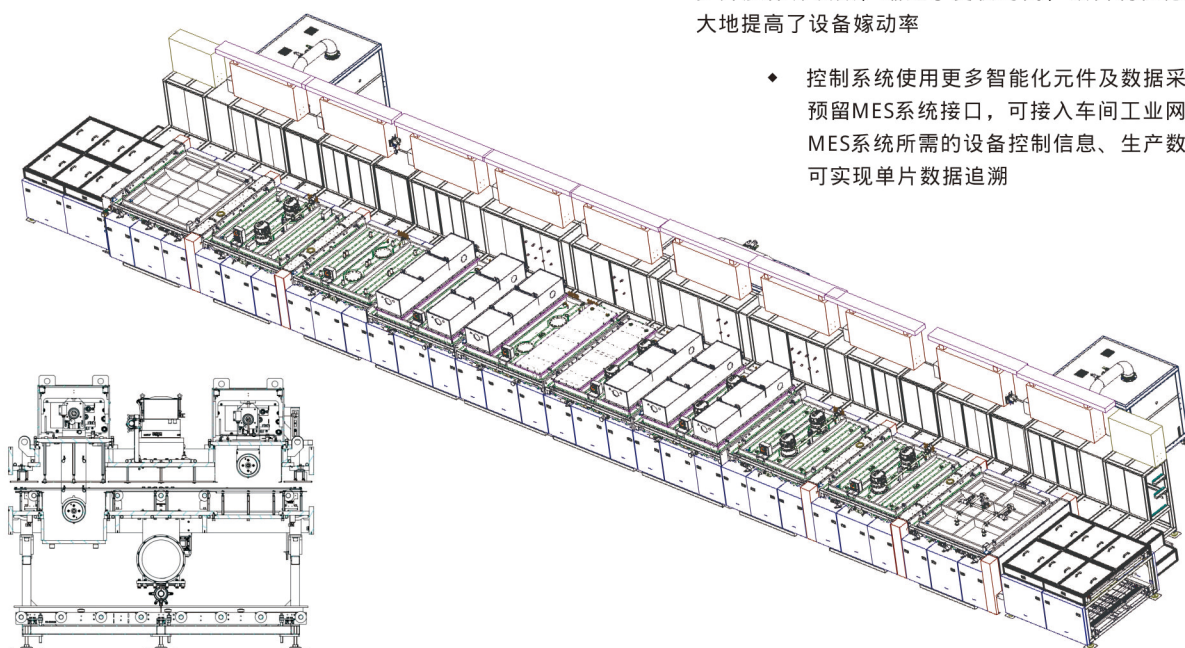 大地提高了设备嫁动率
◆ 控制系统使用更多智能化元件及数据采
预留MES系统接口，可接入车间工业网
MES系统所需的设备控制信息、生产数
可实现单片数据追溯